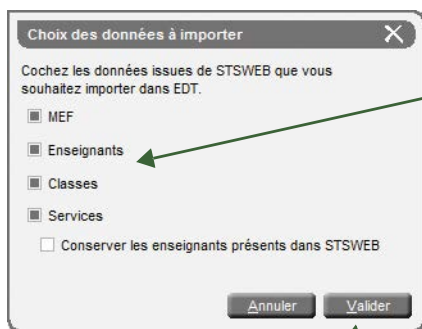 Choix des données à importer
Cochez les données issues de STSWEB que vous
souhaitez importer dans EDT.
MEF
Enseignants
Classes
Services
Conserver les enseignants présents dans STSWEB
Annuler
Valider